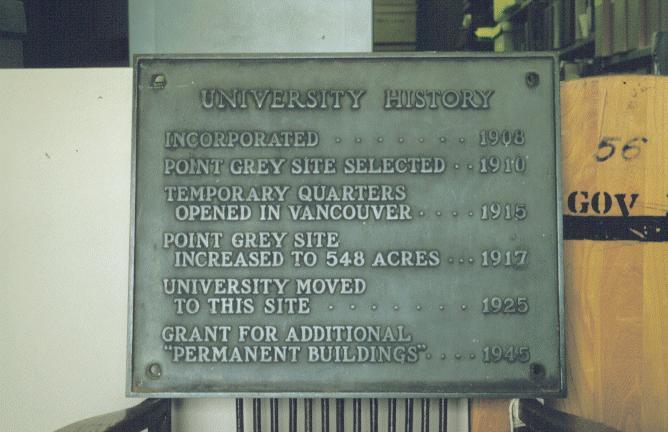 UNIVERSITY HISTORY
INCORPORATED . . . . . . . 1908
POINT GREY SITE SELECTED . . 1910
TEMPORARY QUARTERS
OPENED IN VANCOUVER . . . . 1915
POINT GREY SITE
INCREASED TO 548 ACRES . . . 1917
UNIVERSITY MOVED
TO THIS SITE . . . . . . . 1925
GRANT FOR ADDITIONAL
"PERMANENT BUILDINGS" . . . . 1945
56
GOV